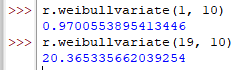 >>> r.weibullvariate(1, 10)
0.9700553895413446
>>> r.weibullvariate(19, 10)
20.365335662039254